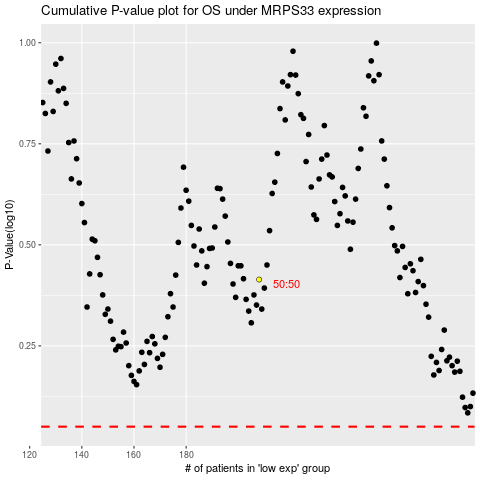 Cumulative P-value plot for OS under MRPS33 expression
1.00
0.75
0.50
0.25
P-Value(log10)
50:50
120 140 160 180
# of patients in 'low exp' group